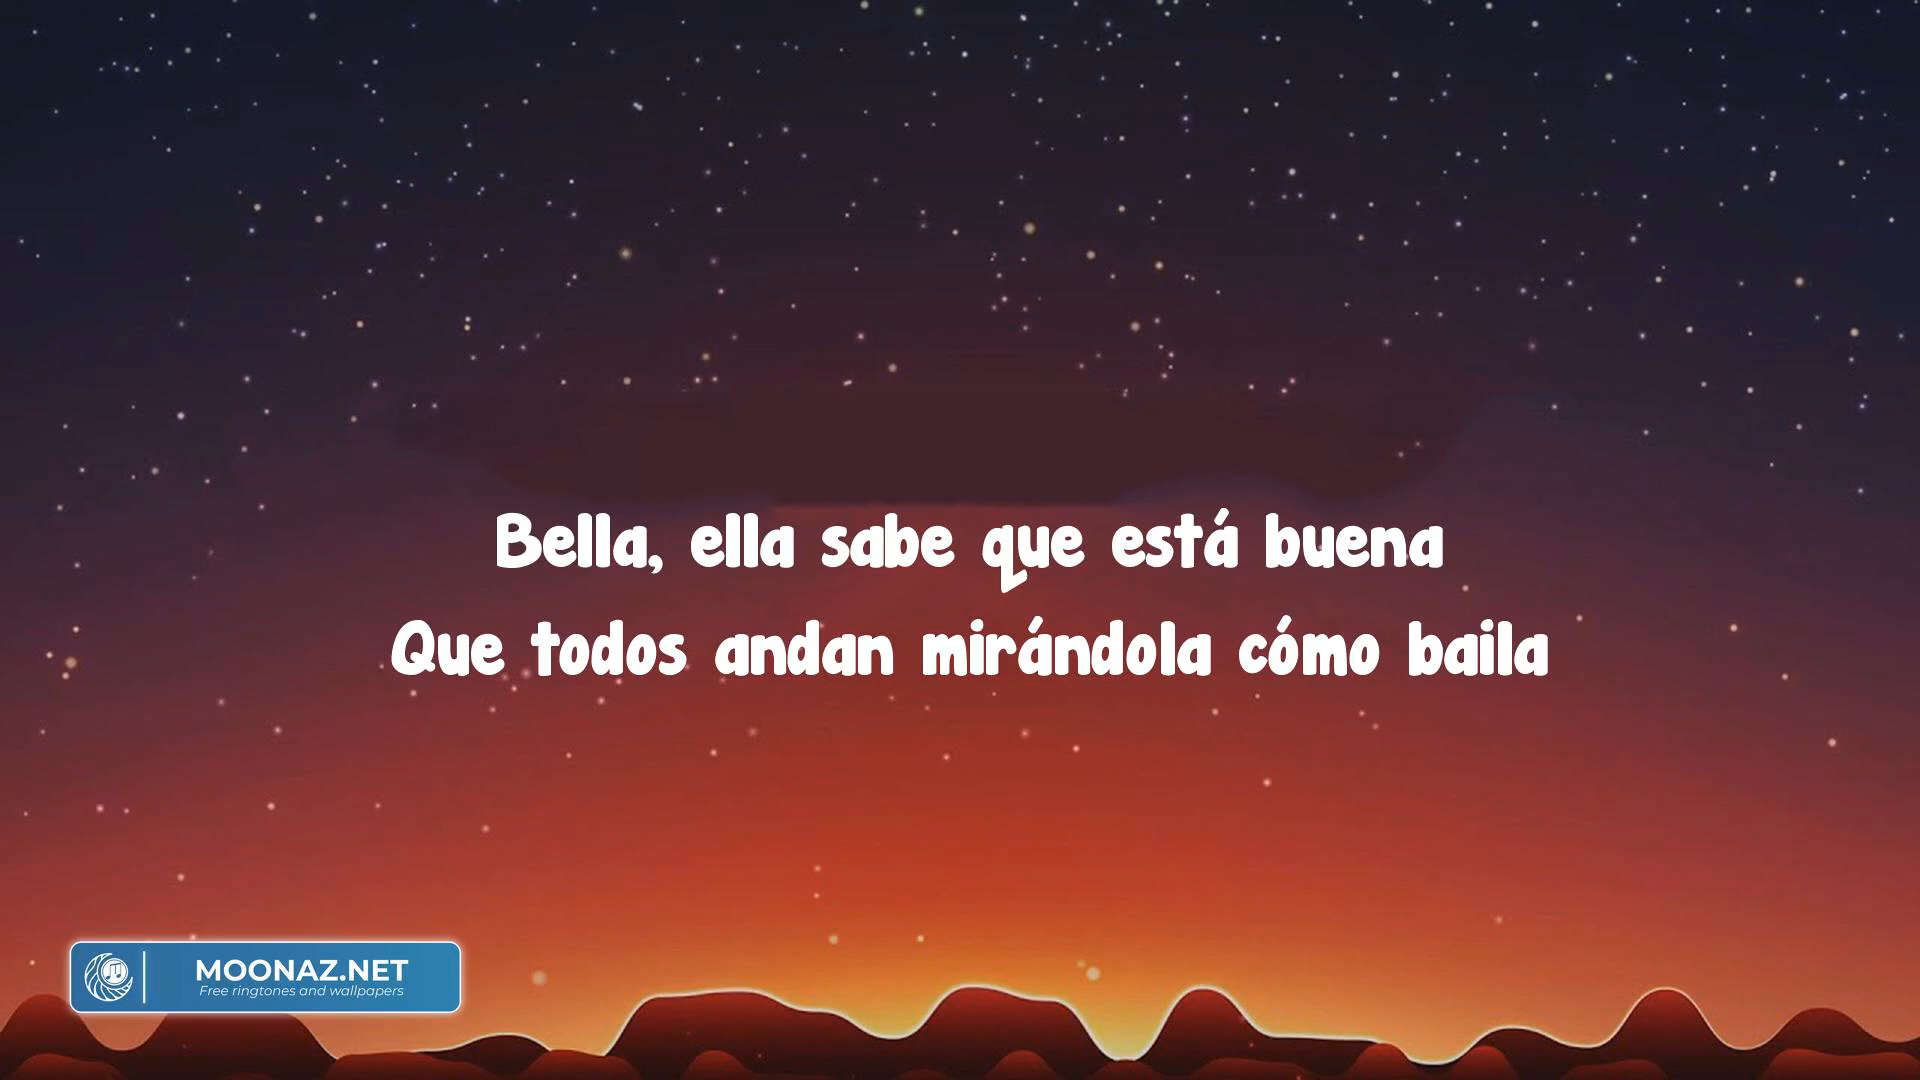 Bella, ella sabe que está buena
Que todos andan mirándola cómo baila
MOONAZ.NET
Free ringtones and wallpapers